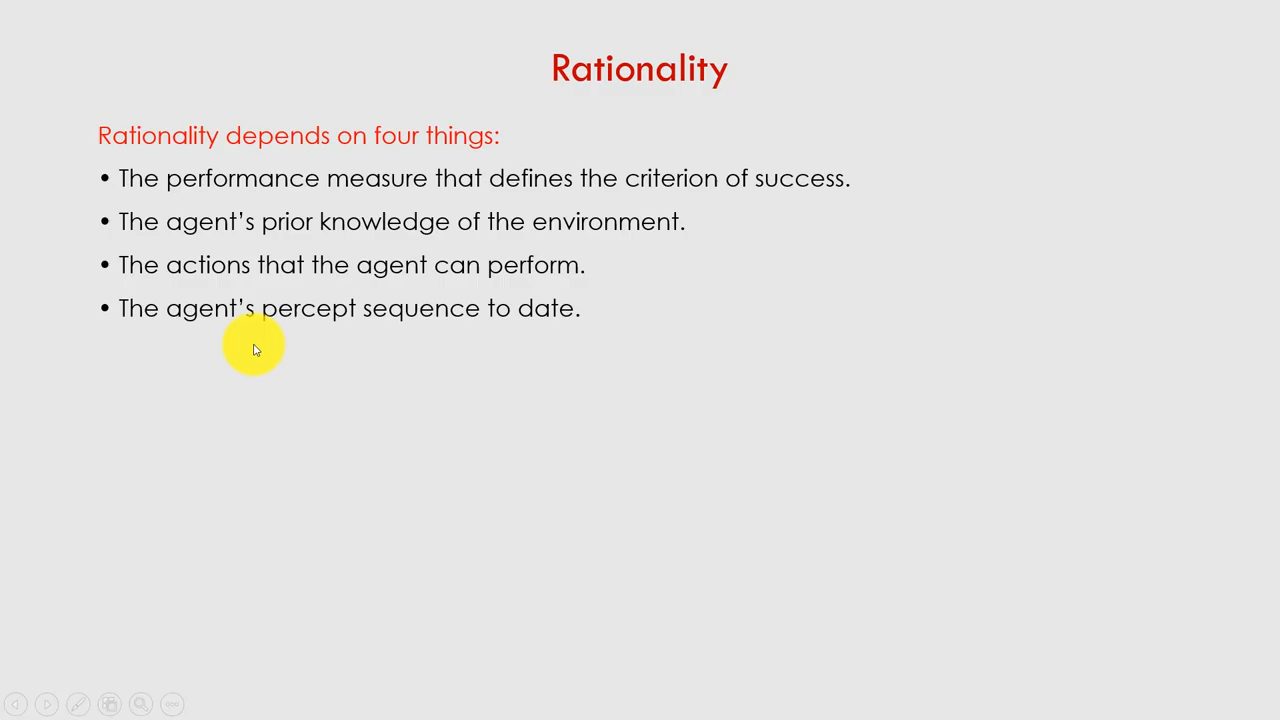 Rationality
Rationality depends on four things:
• The performance measure that defines the criterion of success.
• The agent’s prior knowledge of the environment.
• The actions that the agent can perform.
• The agent’s percept sequence to date.